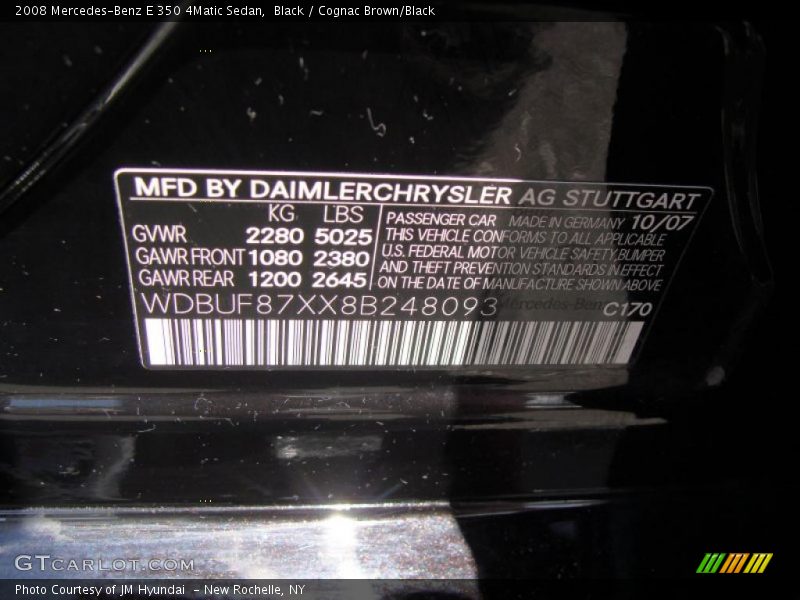 2008 Mercedes-Benz E 350 4Matic Sedan,  Black / Cognac Brown/Black
MFD BY DAIMLERCHRYSLER AG STUTTGART
KG LBS
GVWR 2280 5025
GAWR FRONT 1080 2380
GAWR REAR 1200 2645
PASSENGER CAR MADE IN GERMANY 10/07
THIS VEHICLE CONFORMS TO ALL APPLICABLE
U.S. FEDERAL MOTOR VEHICLE SAFETY, BUMPER
AND THEFT PREVENTION STANDARDS IN EFFECT
ON THE DATE OF MANUFACTURE SHOWN ABOVE
WDBUF87XX8B248093 Mercedes-Benz C170
GTCARLOT.COM
Photo Courtesy of JM Hyundai  - New Rochelle, NY